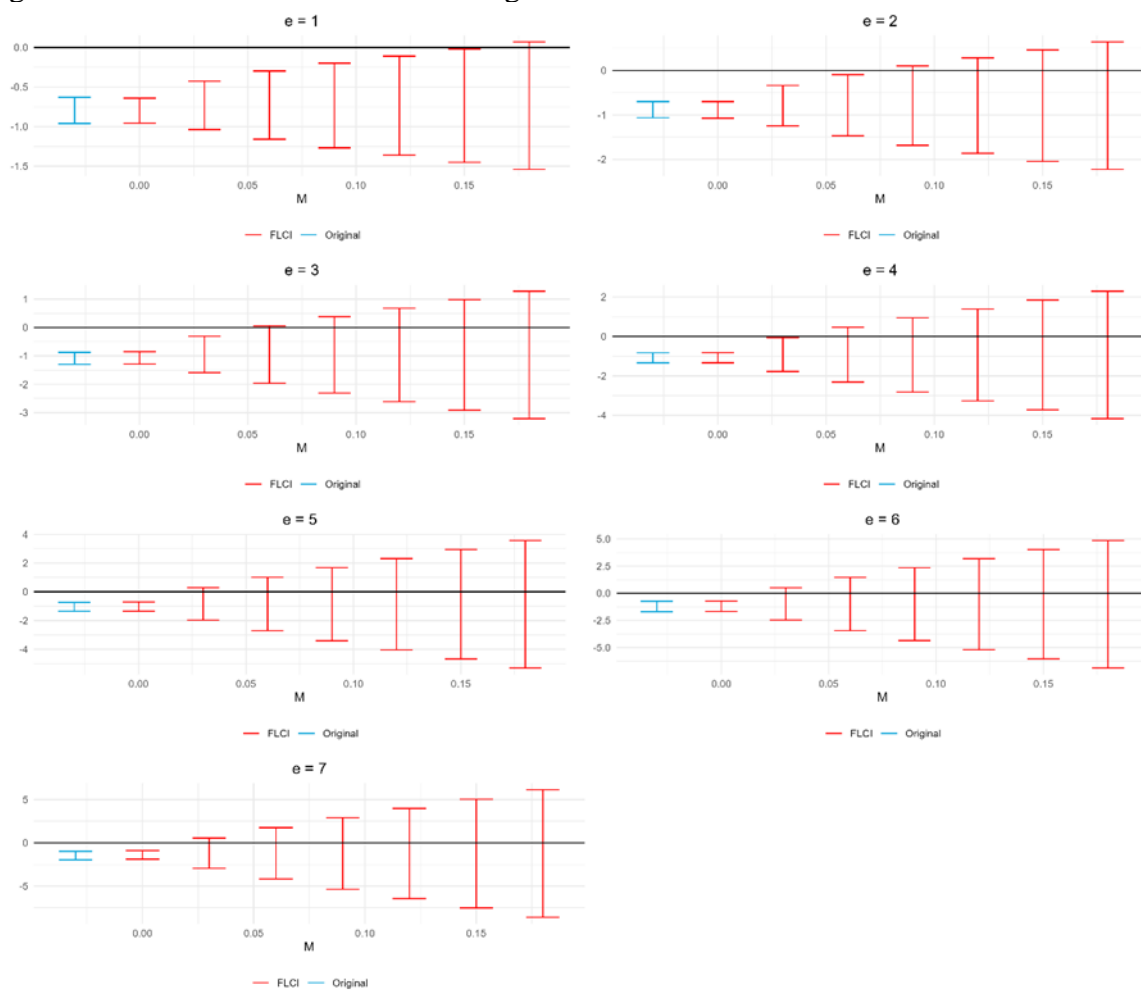 e = 1
0.0
-0.5
-1.0
-1.5
0.00 0.05 0.10 0.15
M
FLCI Original
e = 2
0
-1
-2
0.00 0.05 0.10 0.15
M
FLCI Original
e = 3
1
0
-1
-2
-3
0.00 0.05 0.10 0.15
M
FLCI Original
e = 4
2
0
-2
-4
0.00 0.05 0.10 0.15
M
FLCI Original
e = 5
4
2
0
-2
-4
0.00 0.05 0.10 0.15
M
FLCI Original
e = 6
5.0
2.5
0.0
-2.5
-5.0
0.00 0.05 0.10 0.15
M
FLCI Original
e = 7
5
0
-5
0.00 0.05 0.10 0.15
M
FLCI Original